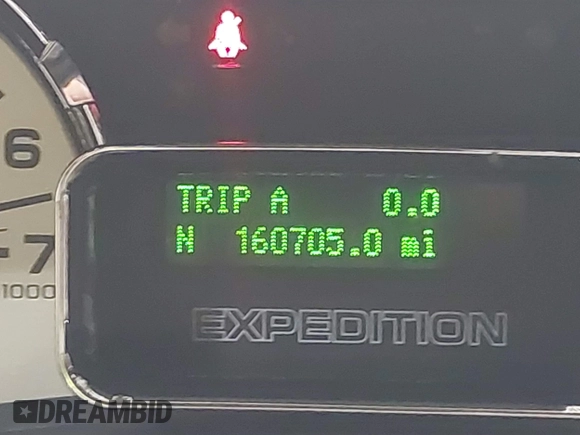 6
7
1000
TRIP A 0.0
N 160705.0 mi
EXPEDITION
DREAMBID